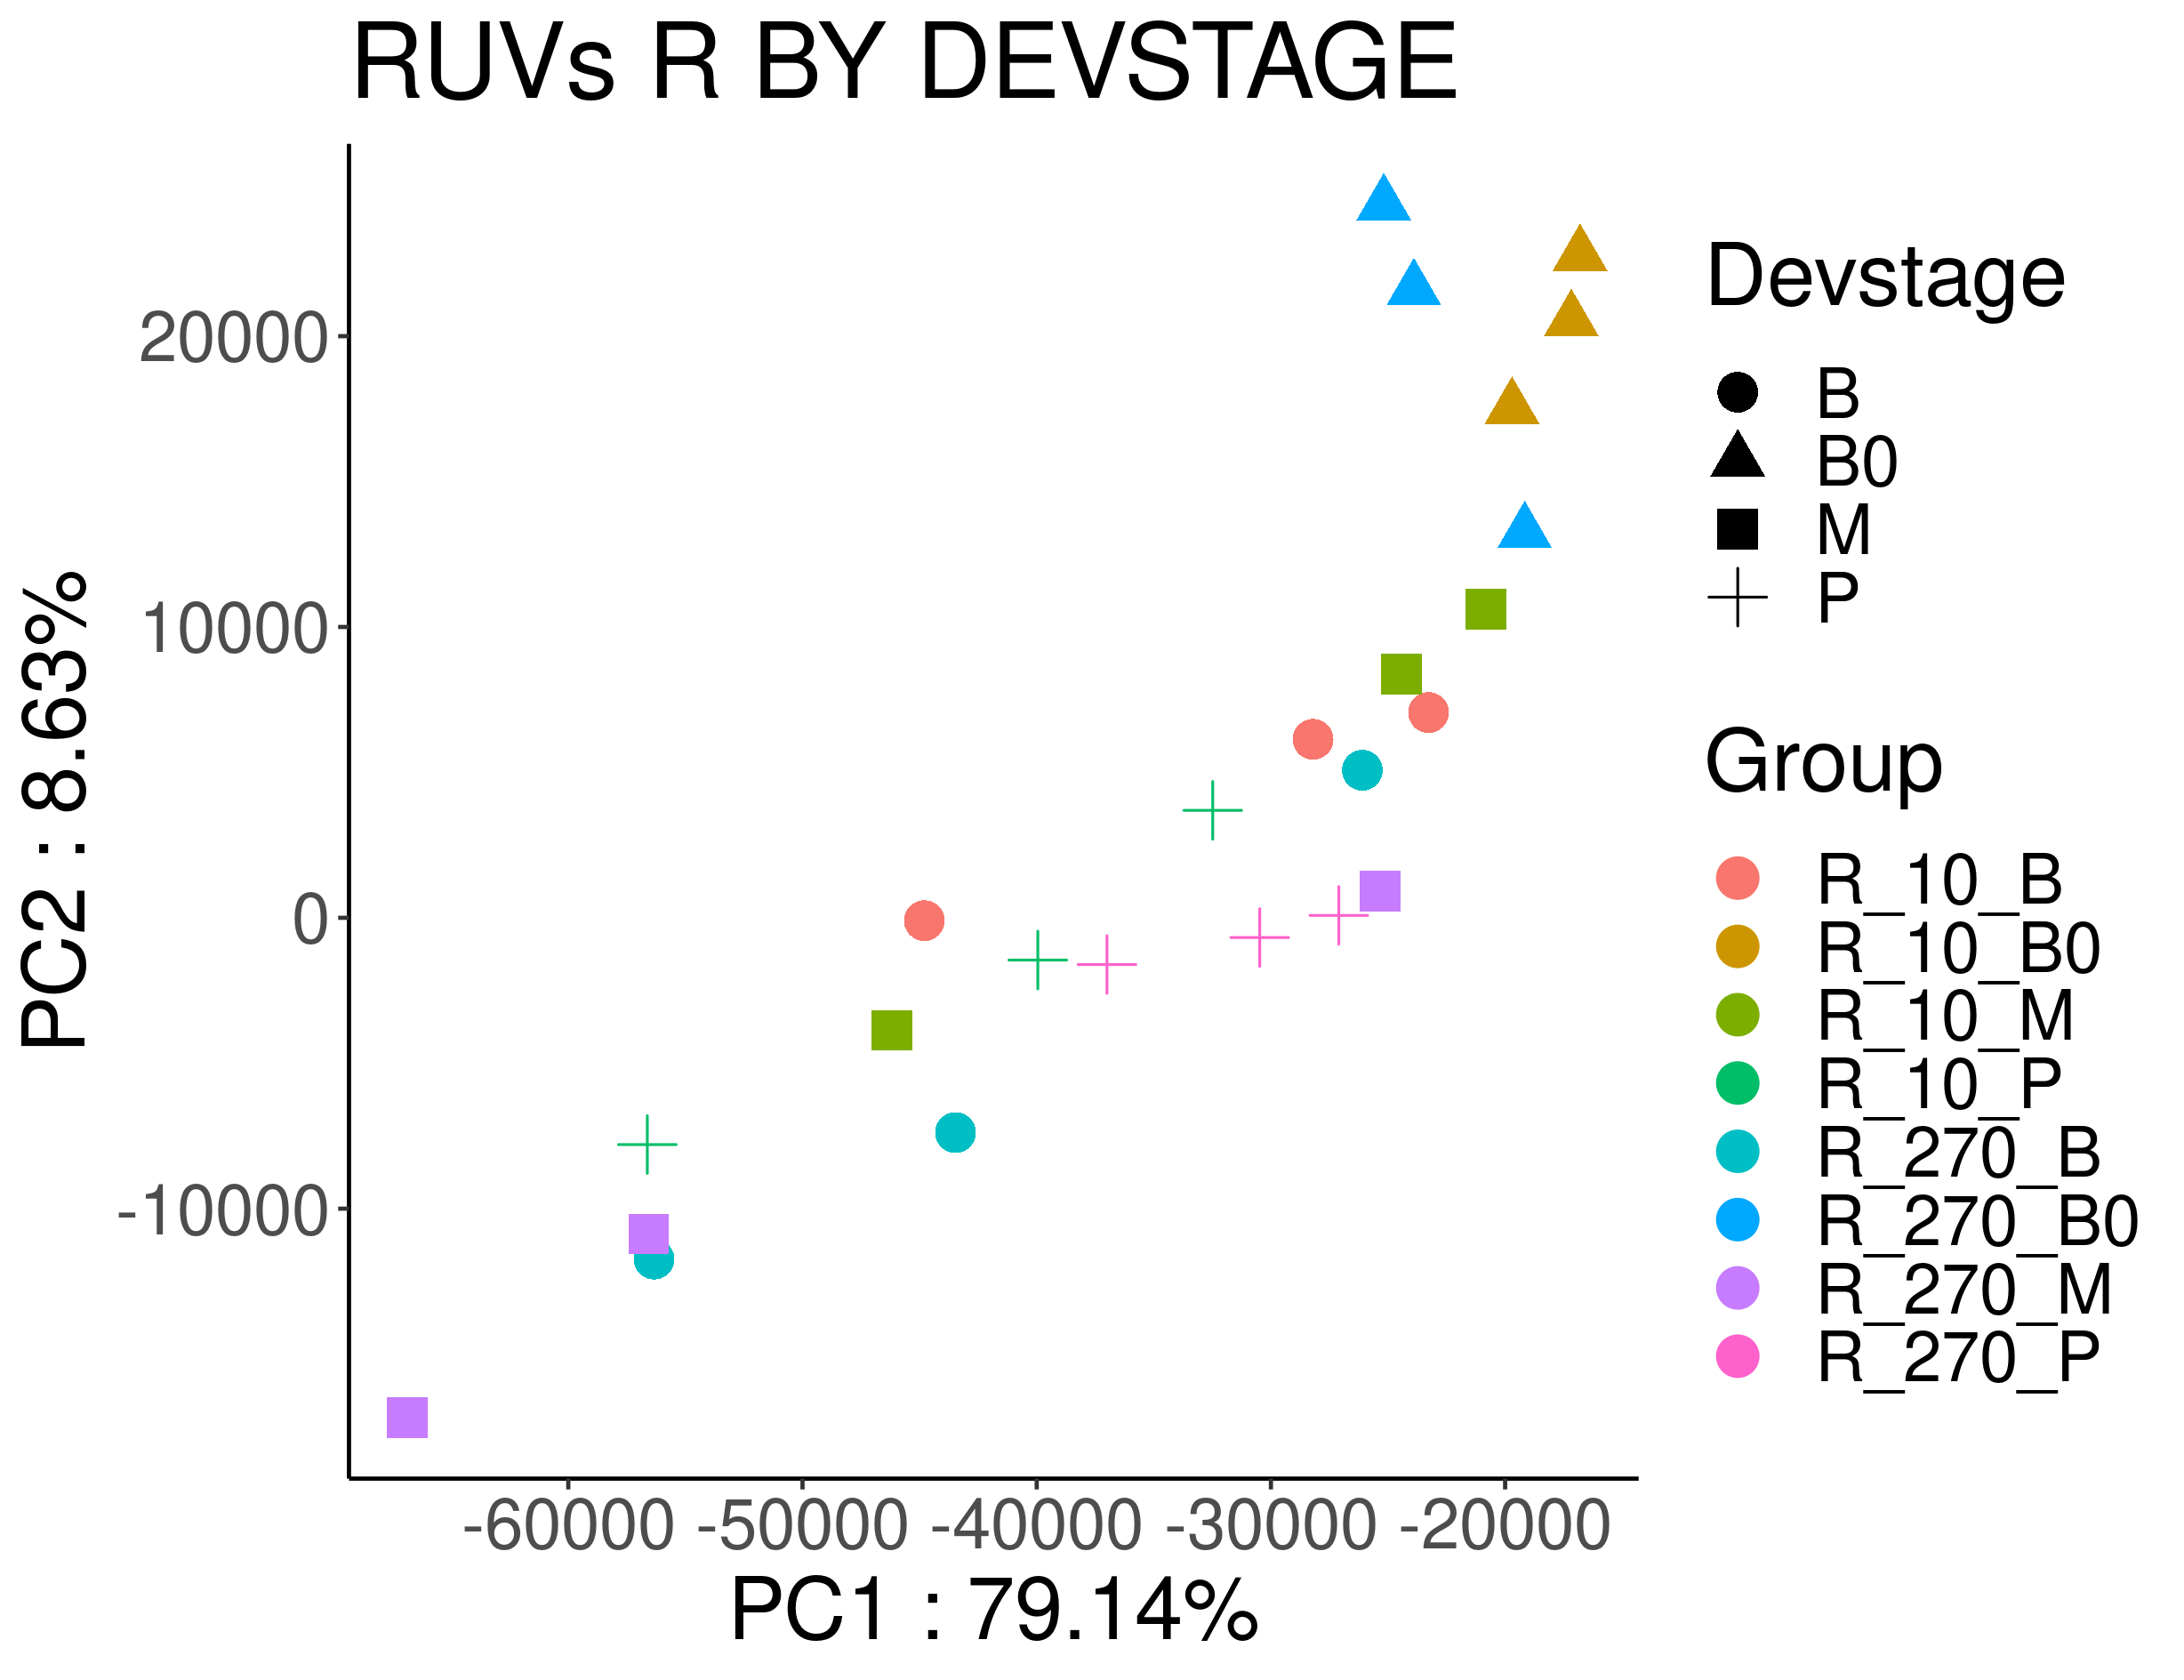 RUVs R BY DEVSTAGE
PC2 : 8.63%
20000
10000
0
-10000
-60000 -50000 -40000 -30000 -20000
PC1 : 79.14%
Devstage
B
B0
M
P
Group
R_10_B
R_10_B0
R_10_M
R_10_P
R_270_B
R_270_B0
R_270_M
R_270_P